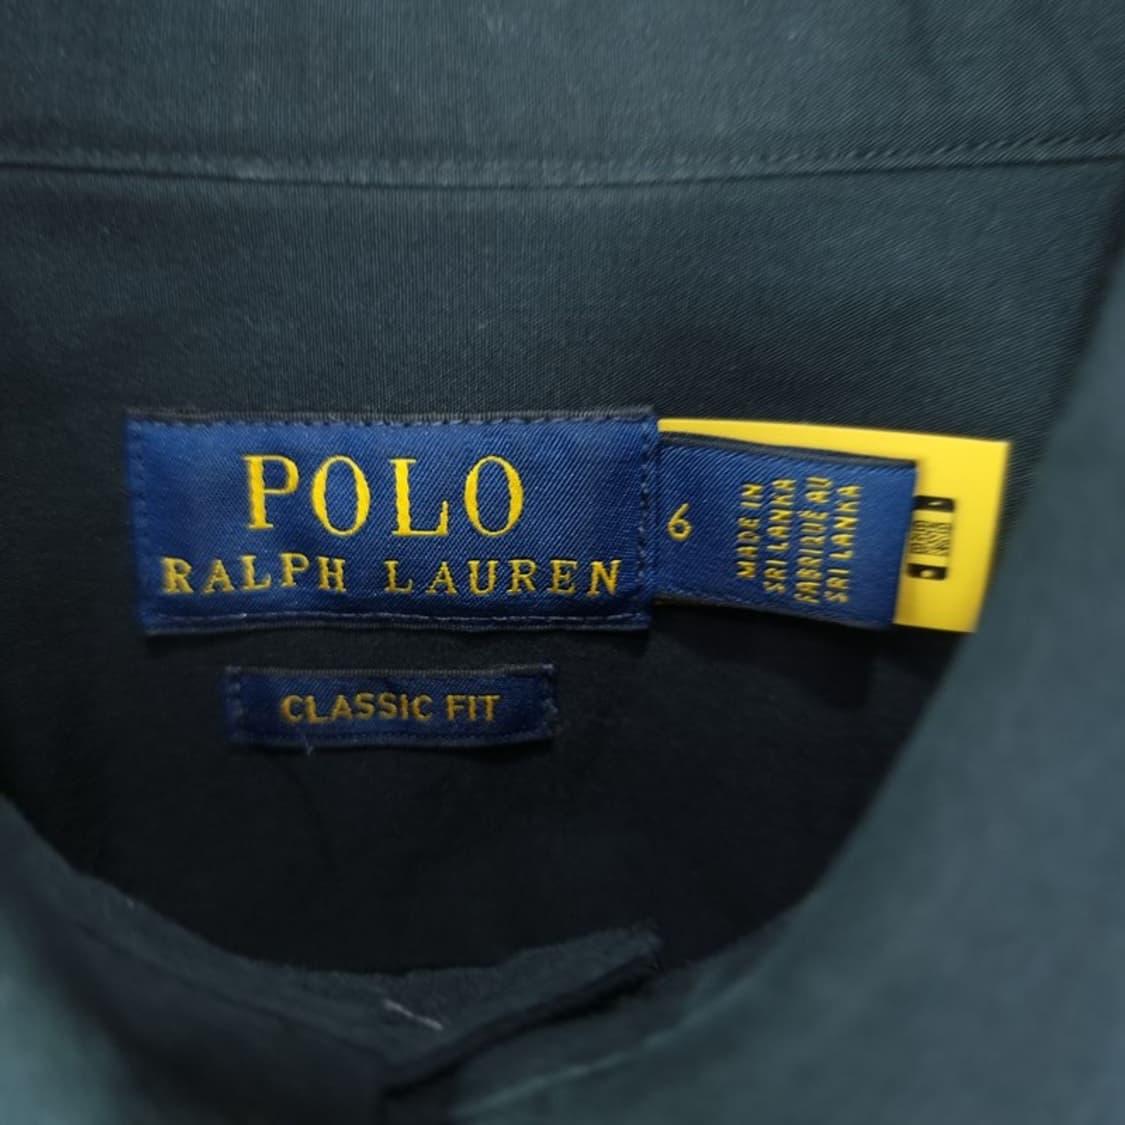 POLO
RALPH LAUREN
6
MADE IN
SRI LANKA
FABRIQUÉ AU
SRI LANKA
CLASSIC FIT